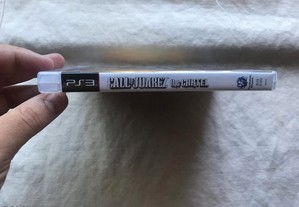 PS3 CALL OF JUAREZ The CARTEL